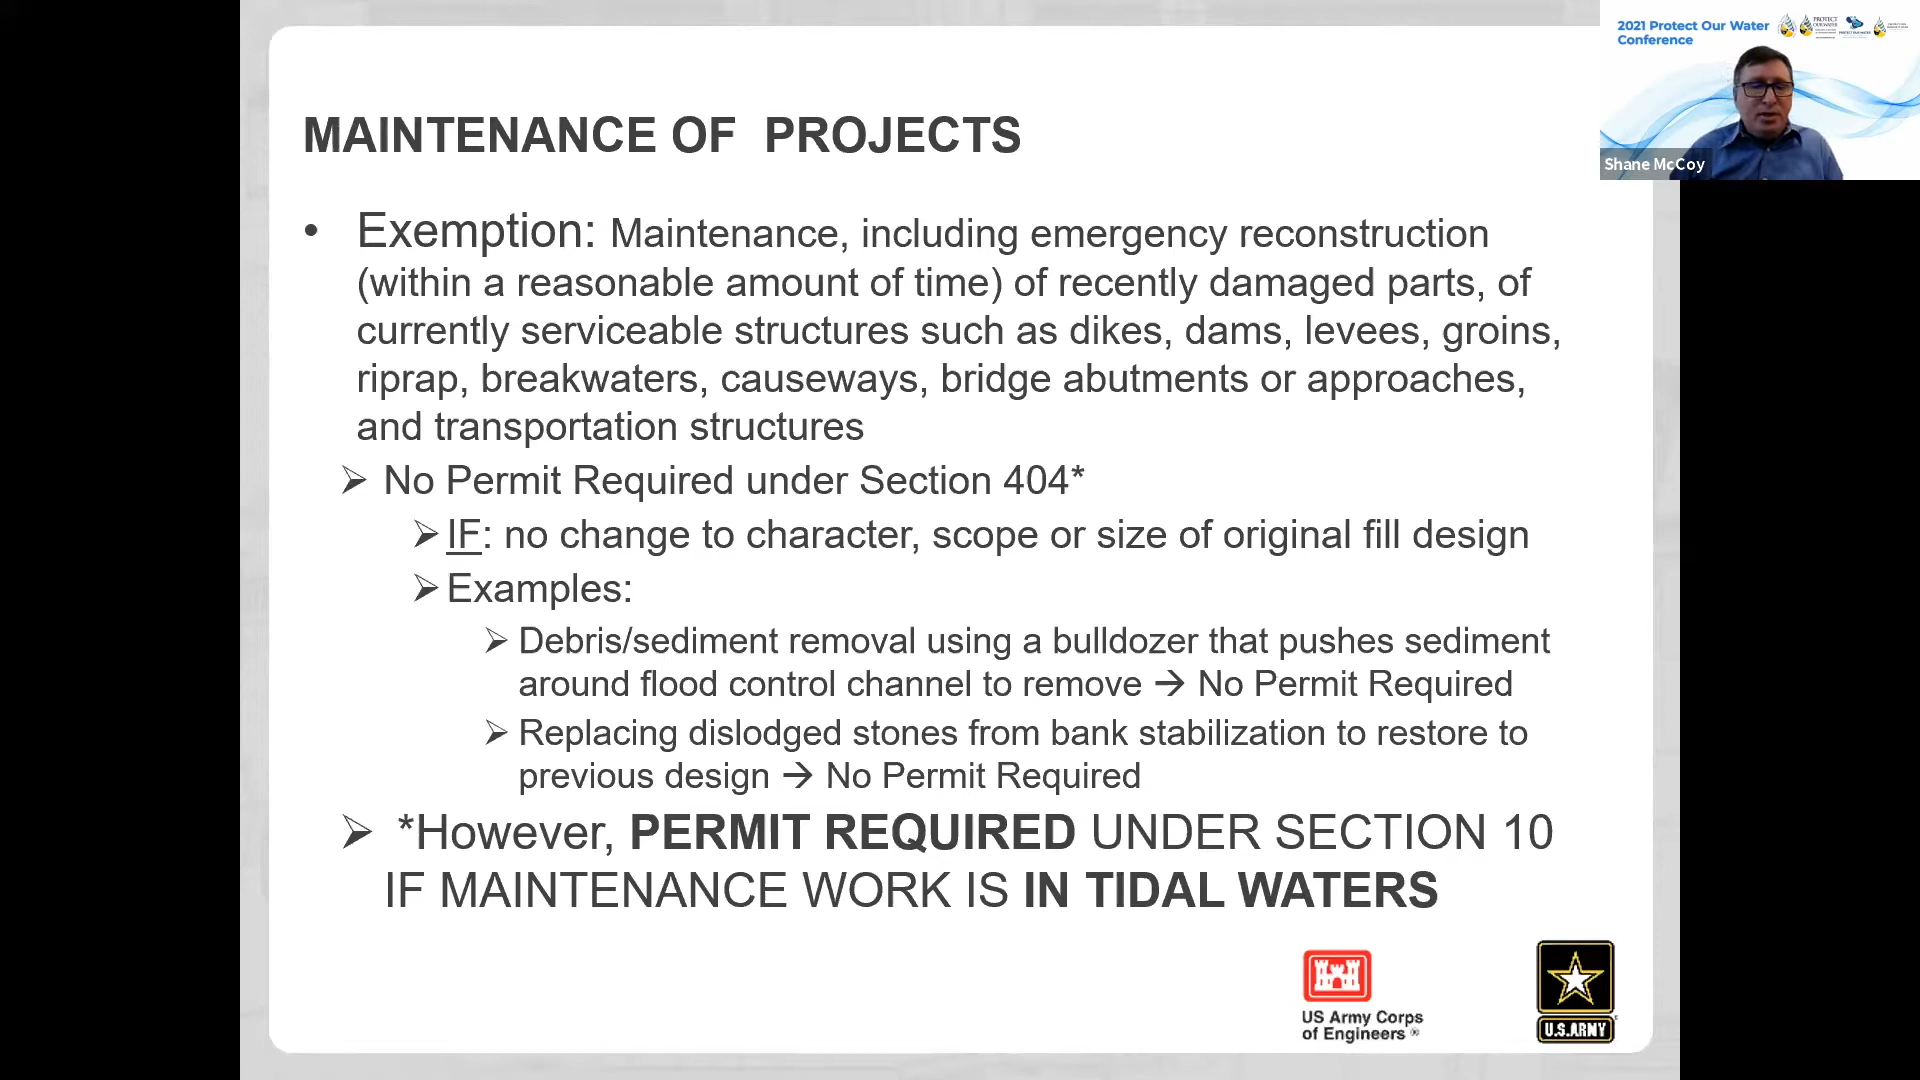 2021 Protect Our Water
Conference
PROTECT
OUR WATER
Shane McCoy
MAINTENANCE OF  PROJECTS
• Exemption: Maintenance, including emergency reconstruction
(within a reasonable amount of time) of recently damaged parts, of
currently serviceable structures such as dikes, dams, levees, groins,
riprap, breakwaters, causeways, bridge abutments or approaches,
and transportation structures
➢ No Permit Required under Section 404*
➢ IF: no change to character, scope or size of original fill design
➢ Examples:
➢ Debris/sediment removal using a bulldozer that pushes sediment
around flood control channel to remove → No Permit Required
➢ Replacing dislodged stones from bank stabilization to restore to
previous design → No Permit Required
➢ *However, PERMIT REQUIRED UNDER SECTION 10
IF MAINTENANCE WORK IS IN TIDAL WATERS
US Army Corps
of Engineers ®
U.S.ARMY